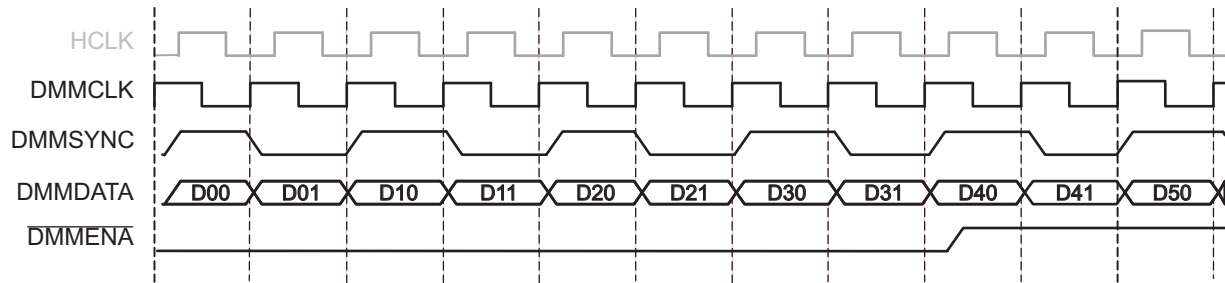 HCLK
DMMCLK
DMMSYNC
DMMDATA D00 D01 D10 D11 D20 D21 D30 D31 D40 D41 D50
DMMENA